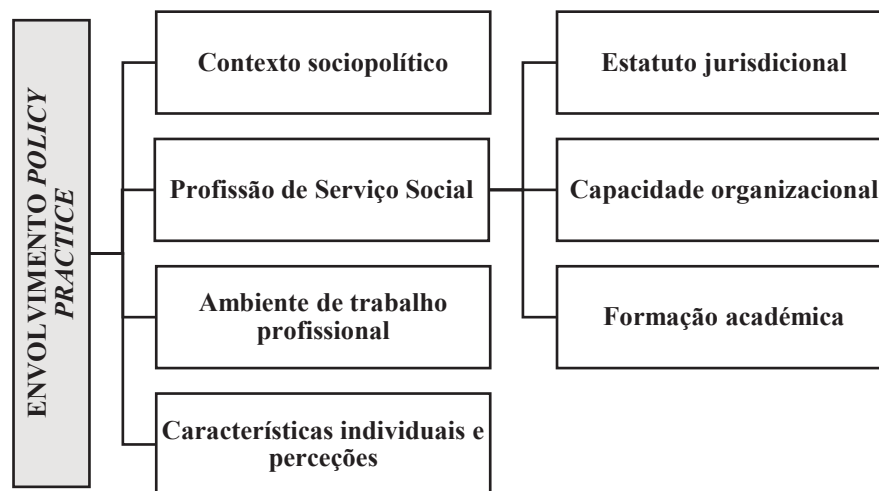 ENVOLVIMENTO POLICY
PRACTICE
Contexto sociopolítico
Profissão de Serviço Social
Ambiente de trabalho
profissional
Características individuais e
perceções
Estatuto jurisdicional
Capacidade organizacional
Formação académica